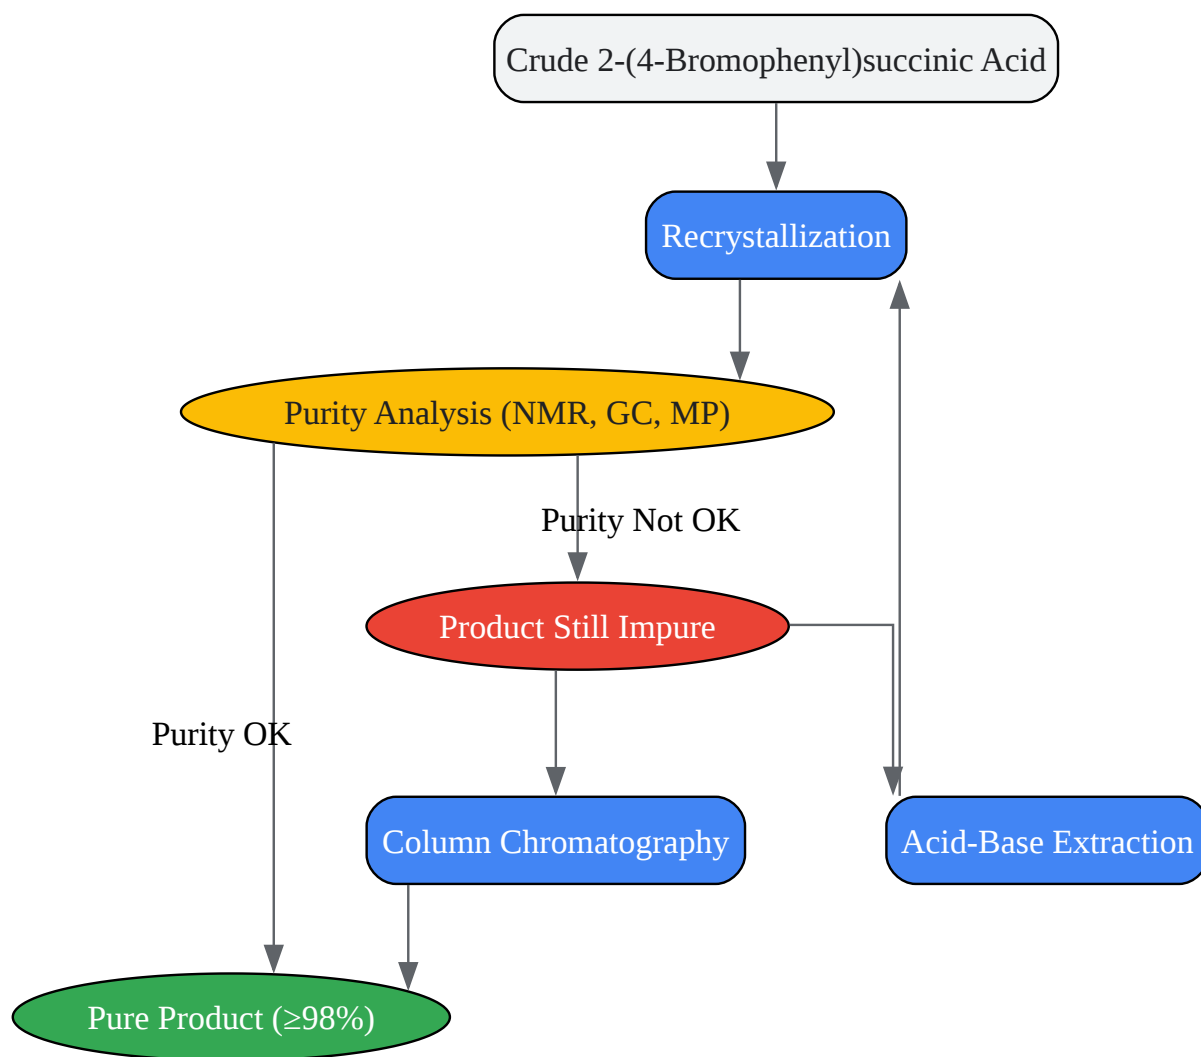 Crude 2-(4-Bromophenyl)succinic Acid
Recrystallization
Purity Analysis (NMR, GC, MP)
Purity Not OK
Product Still Impure
Purity OK
Column Chromatography
Acid-Base Extraction
Pure Product (≥98%)